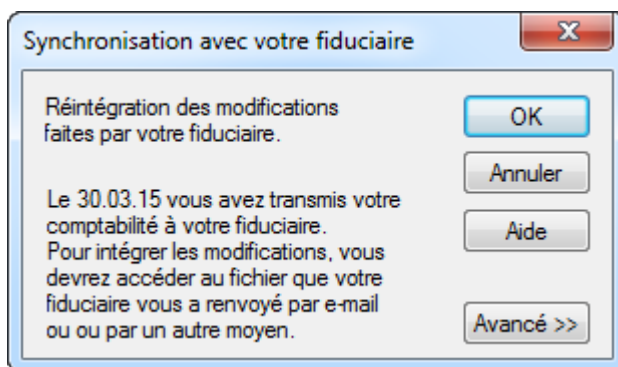 Synchronisation avec votre fiduciaire
Réintégration des modifications
faites par votre fiduciaire.
OK
Annuler
Le 30.03.15 vous avez transmis votre
comptabilité à votre fiduciaire.
Pour intégrer les modifications, vous
devrez accéder au fichier que votre
fiduciaire vous a renvoyé par e-mail
ou ou par un autre moyen.
Aide
Avancé >>